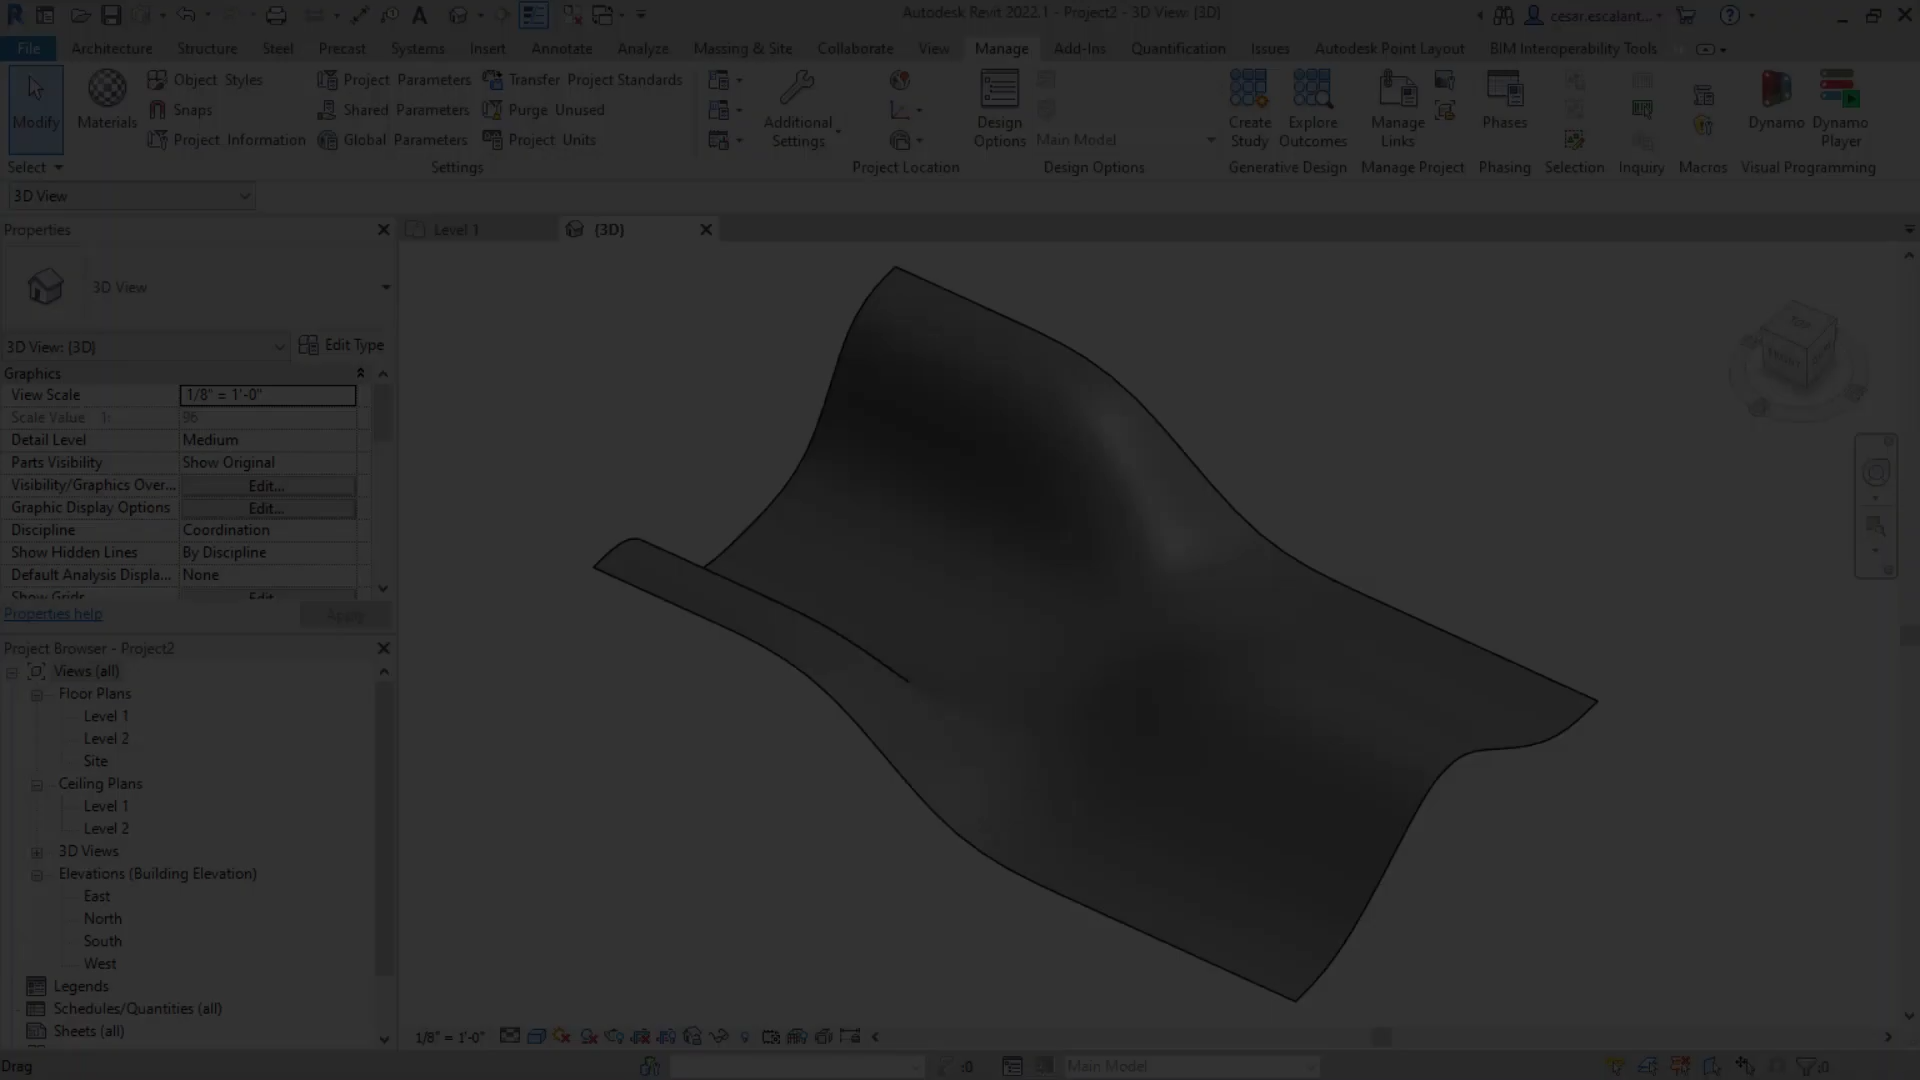 Autodesk Revit 2022.1 - Project2 - 3D View: {3D}
cesar.escalant...
File Architecture Structure Steel Precast Systems Insert Annotate Analyze Massing & Site Collaborate View Manage Add-Ins Quantification Issues Autodesk Point Layout BIM Interoperability Tools
Modify
Materials
Object Styles
Snaps
Project Information
Project Parameters
Shared Parameters
Global Parameters
Transfer Project Standards
Purge Unused
Project Units
Additional
Settings
Design
Options
Main Model
Create
Study
Explore
Outcomes
Manage
Links
Phases
Dynamo
Dynamo
Player
Select Settings Project Location Design Options Generative Design Manage Project Phasing Selection Inquiry Macros Visual Programming
3D View
Properties
Level 1
{3D}
3D View
3D View: {3D}
Edit Type
Graphics
View Scale 1/8" = 1'-0"
Scale Value 1: 96
Detail Level Medium
Parts Visibility Show Original
Visibility/Graphics Over... Edit...
Graphic Display Options Edit...
Discipline Coordination
Show Hidden Lines By Discipline
Default Analysis Displa... None
Show Grids Edit...
Properties help
Apply
Project Browser - Project2
Views (all)
Floor Plans
Level 1
Level 2
Site
Ceiling Plans
Level 1
Level 2
3D Views
Elevations (Building Elevation)
East
North
South
West
Legends
Schedules/Quantities (all)
Sheets (all)
FRONT
1/8" = 1'-0"
Drag
:0
Main Model
:0